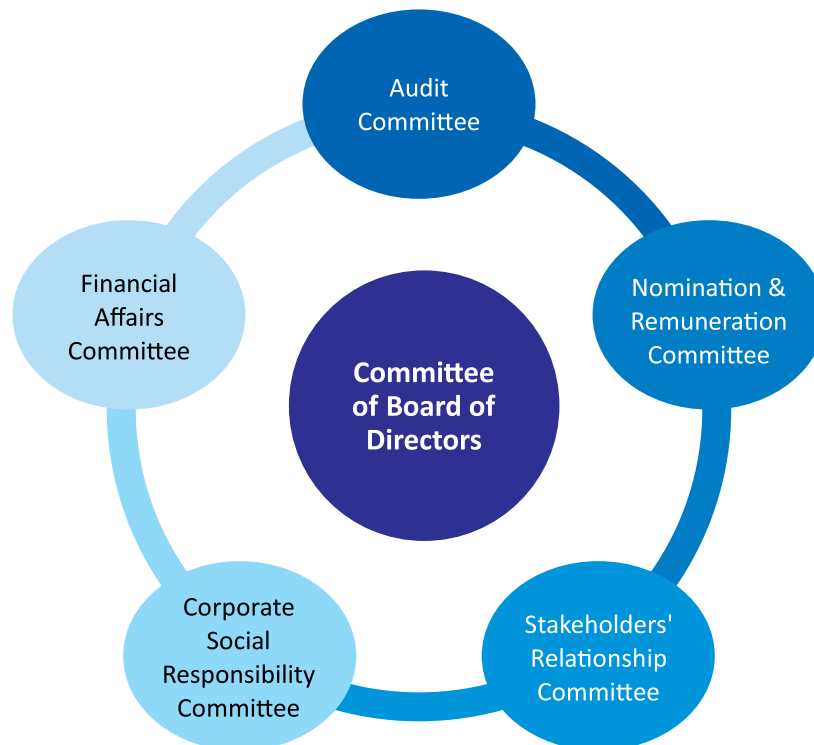 Audit
Committee
Nomination &
Remuneration
Committee
Stakeholders'
Relationship
Committee
Corporate
Social
Responsibility
Committee
Financial
Affairs
Committee
Committee
of Board of
Directors